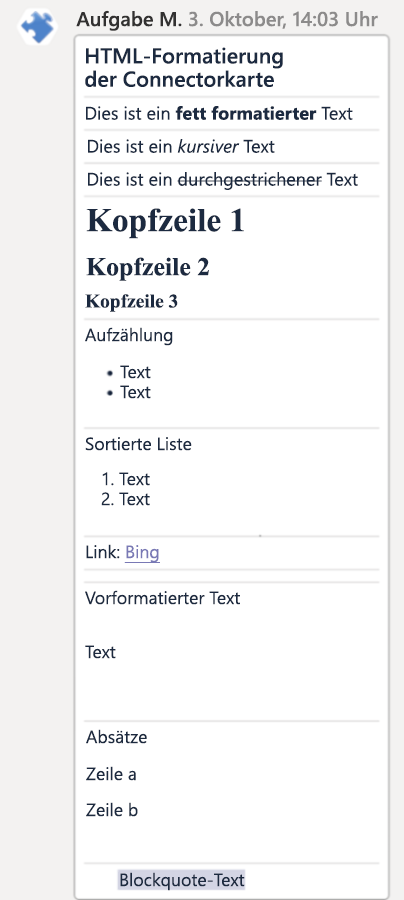 Aufgabe M. 3. Oktober, 14:03 Uhr
HTML-Formatierung
der Connectorkarte
Dies ist ein fett formatierter Text
Dies ist ein kursiver Text
Dies ist ein durchgestrichener Text
Kopfzeile 1
Kopfzeile 2
Kopfzeile 3
Aufzählung
• Text
• Text
Sortierte Liste
1. Text
2. Text
Link: Bing
Vorformatierter Text
Text
Absätze
Zeile a
Zeile b
Blockquote-Text